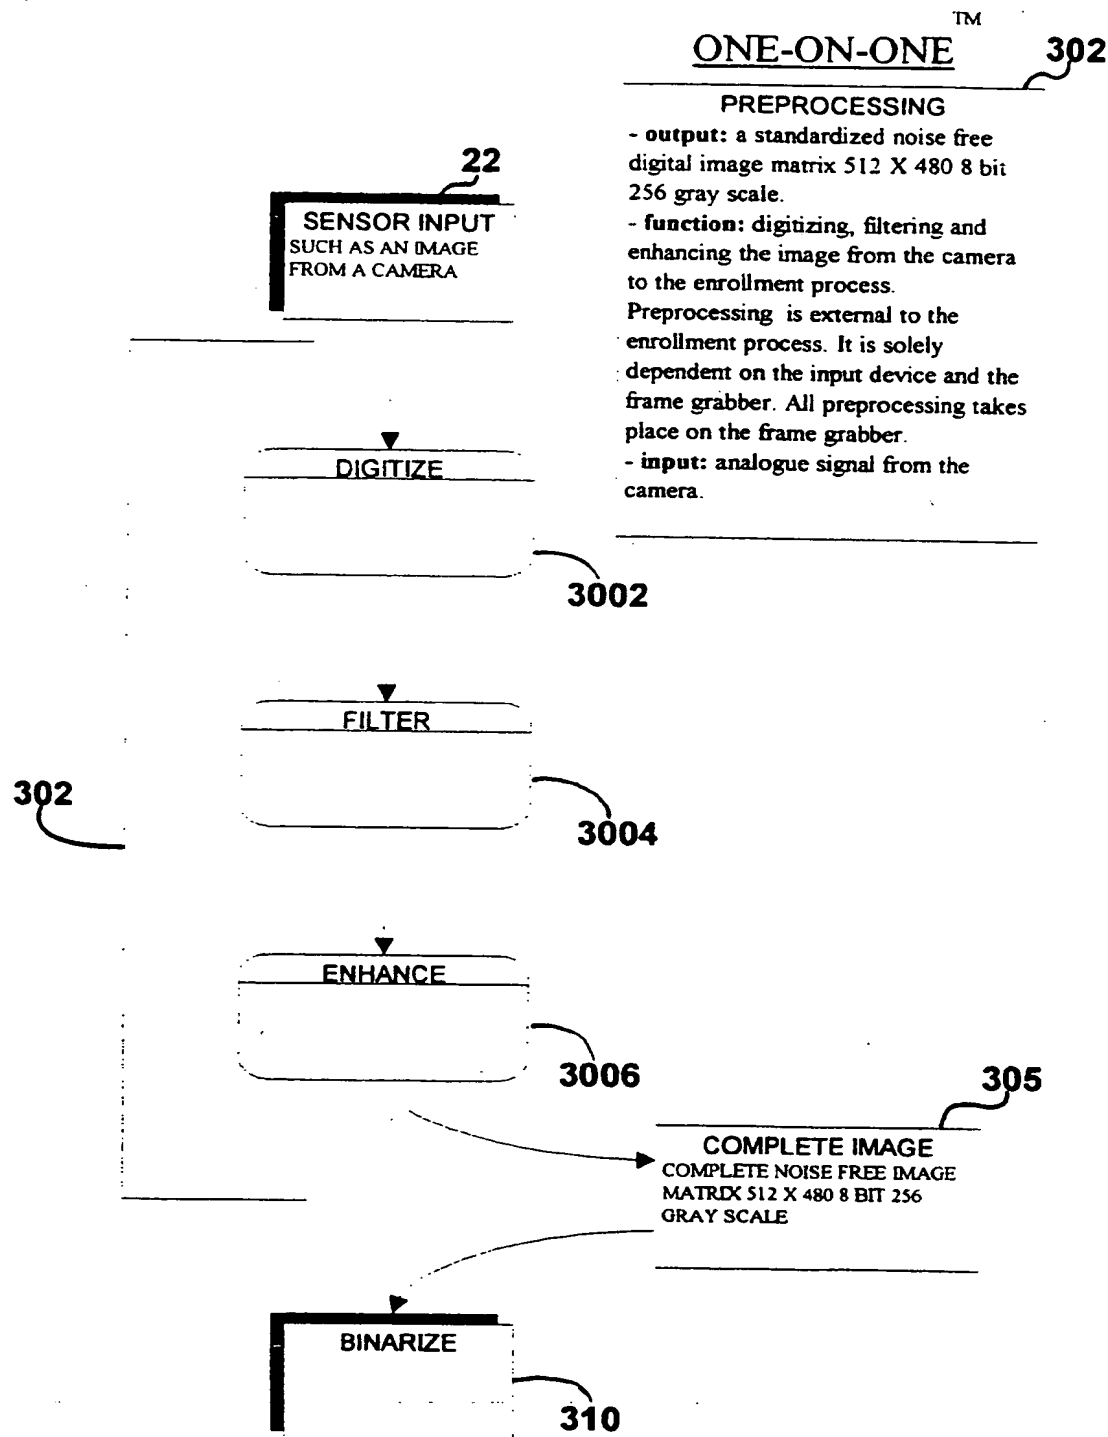 TM
ONE-ON-ONE
302
PREPROCESSING
- output: a standardized noise free
digital image matrix 512 X 480 8 bit
256 gray scale.
- function: digitizing, filtering and
enhancing the image from the camera
to the enrollment process.
Preprocessing is external to the
enrollment process. It is solely
dependent on the input device and the
frame grabber. All preprocessing takes
place on the frame grabber.
- input: analogue signal from the
camera.
22
SENSOR INPUT
SUCH AS AN IMAGE
FROM A CAMERA
DIGITIZE
3002
FILTER
3004
302
ENHANCE
3006
305
COMPLETE IMAGE
COMPLETE NOISE FREE IMAGE
MATRIX 512 X 480 8 BIT 256
GRAY SCALE
BINARIZE
310